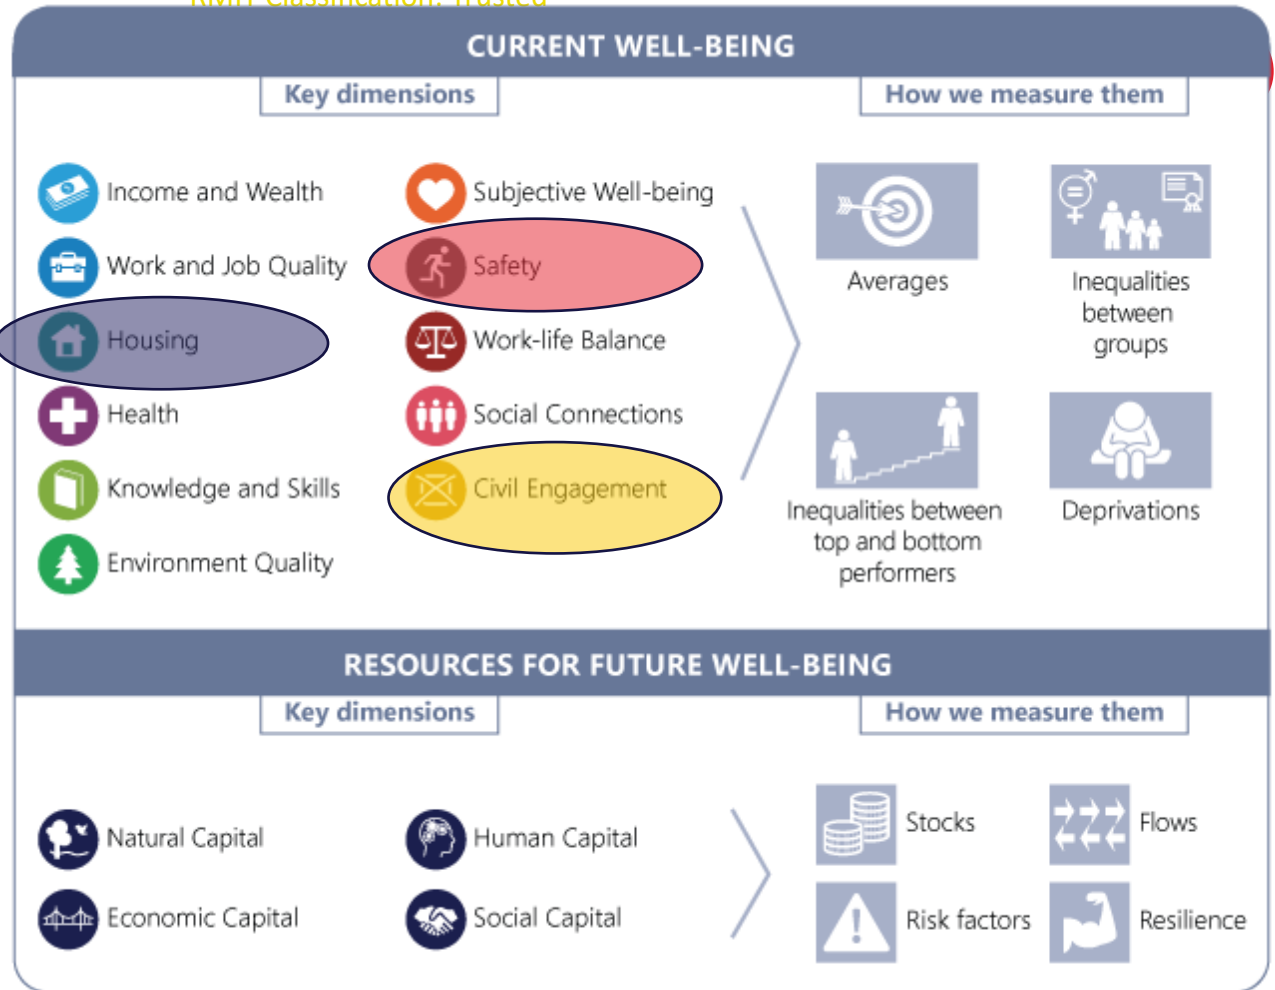 RMIT Classification: Trusted
CURRENT WELL-BEING
Key dimensions
How we measure them
Income and Wealth
Work and Job Quality
Housing
Health
Knowledge and Skills
Environment Quality
Subjective Well-being
Safety
Work-life Balance
Social Connections
Civil Engagement
Averages
Inequalities
between
groups
Inequalities between
top and bottom
performers
Deprivations
RESOURCES FOR FUTURE WELL-BEING
Key dimensions
How we measure them
Natural Capital
Economic Capital
Human Capital
Social Capital
Stocks
Flows
Risk factors
Resilience